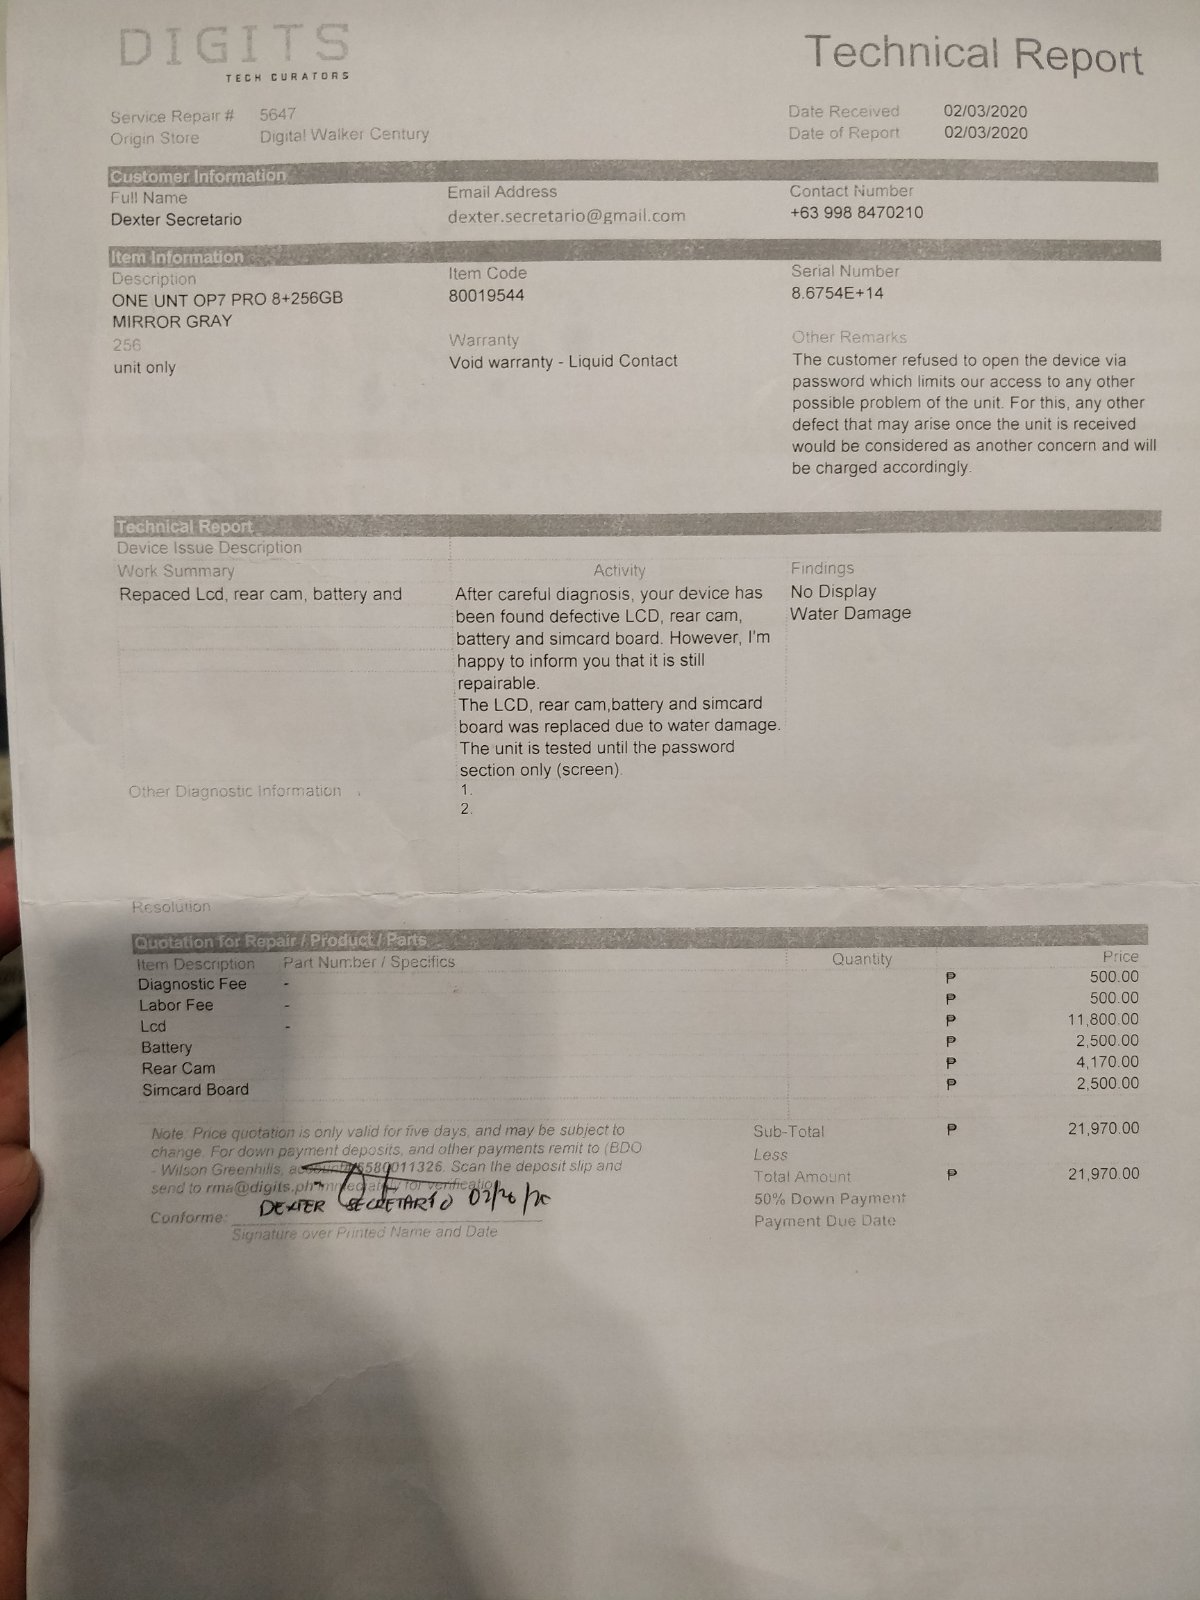 DIGITS
TECH CURATORS
Technical Report
Service Repair # 5647
Origin Store Digital Walker Century
Date Received 02/03/2020
Date of Report 02/03/2020
Customer Information
Full Name Email Address Contact Number
Dexter Secretario dexter.secretario@gmail.com +63 998 8470210
Item Information
Description Item Code Serial Number
ONE UNT OP7 PRO 8+256GB 80019544 8.6754E+14
MIRROR GRAY
256
unit only
Warranty
Void warranty - Liquid Contact
Other Remarks
The customer refused to open the device via
password which limits our access to any other
possible problem of the unit. For this, any other
defect that may arise once the unit is received
would be considered as another concern and will
be charged accordingly.
Technical Report
Device Issue Description
Work Summary Activity Findings
Repaced Lcd, rear cam, battery and
After careful diagnosis, your device has
been found defective LCD, rear cam,
battery and simcard board. However, I'm
happy to inform you that it is still
repairable.
The LCD, rear cam,battery and simcard
board was replaced due to water damage.
The unit is tested until the password
section only (screen).
No Display
Water Damage
Other Diagnostic Information
1.
2.
Resolution
Quotation for Repair / Product / Parts
Item Description Part Number / Specifics Quantity Price
Diagnostic Fee - ₱ 500.00
Labor Fee - ₱ 500.00
Lcd - ₱ 11,800.00
Battery ₱ 2,500.00
Rear Cam ₱ 4,170.00
Simcard Board ₱ 2,500.00
Note: Price quotation is only valid for five days, and may be subject to
change. For down payment deposits, and other payments remit to (BDO
- Wilson Greenhills, 6580011326. Scan the deposit slip and
send to rma@digits.ph immediately for verification
Sub-Total ₱ 21,970.00
Less
Total Amount ₱ 21,970.00
50% Down Payment
Payment Due Date
Conforme: DEXTER SECRETARIO 02/26/20
Signature over Printed Name and Date